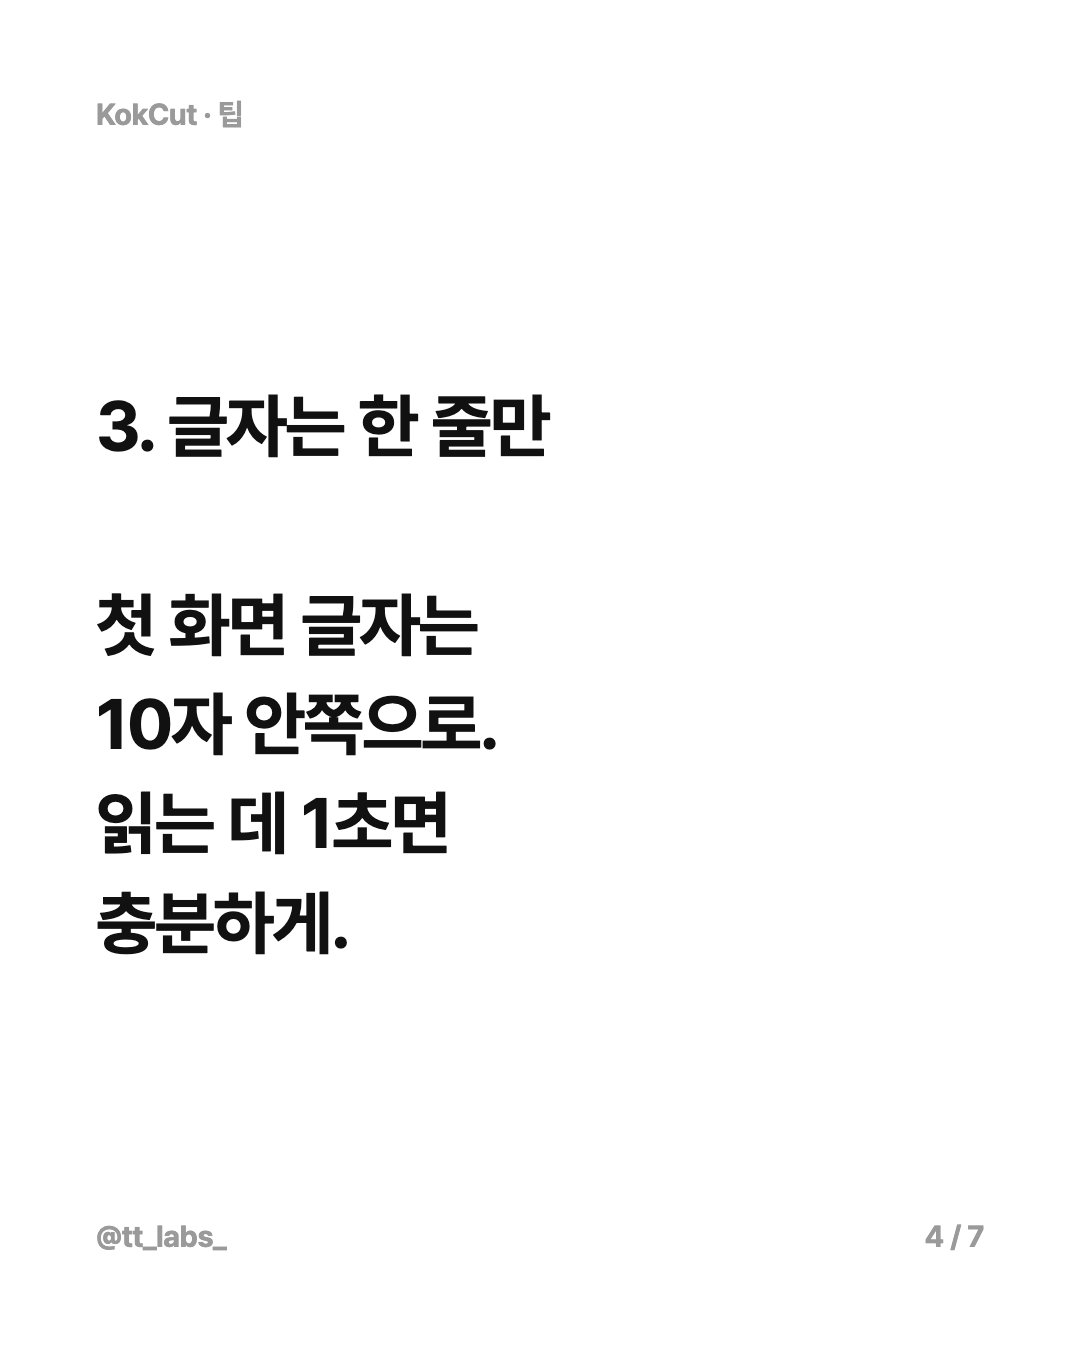 KokCut · 팁
3. 글자는 한 줄만
첫 화면 글자는
10자 안쪽으로.
읽는 데 1초면
충분하게.
@tt_labs_
4 / 7